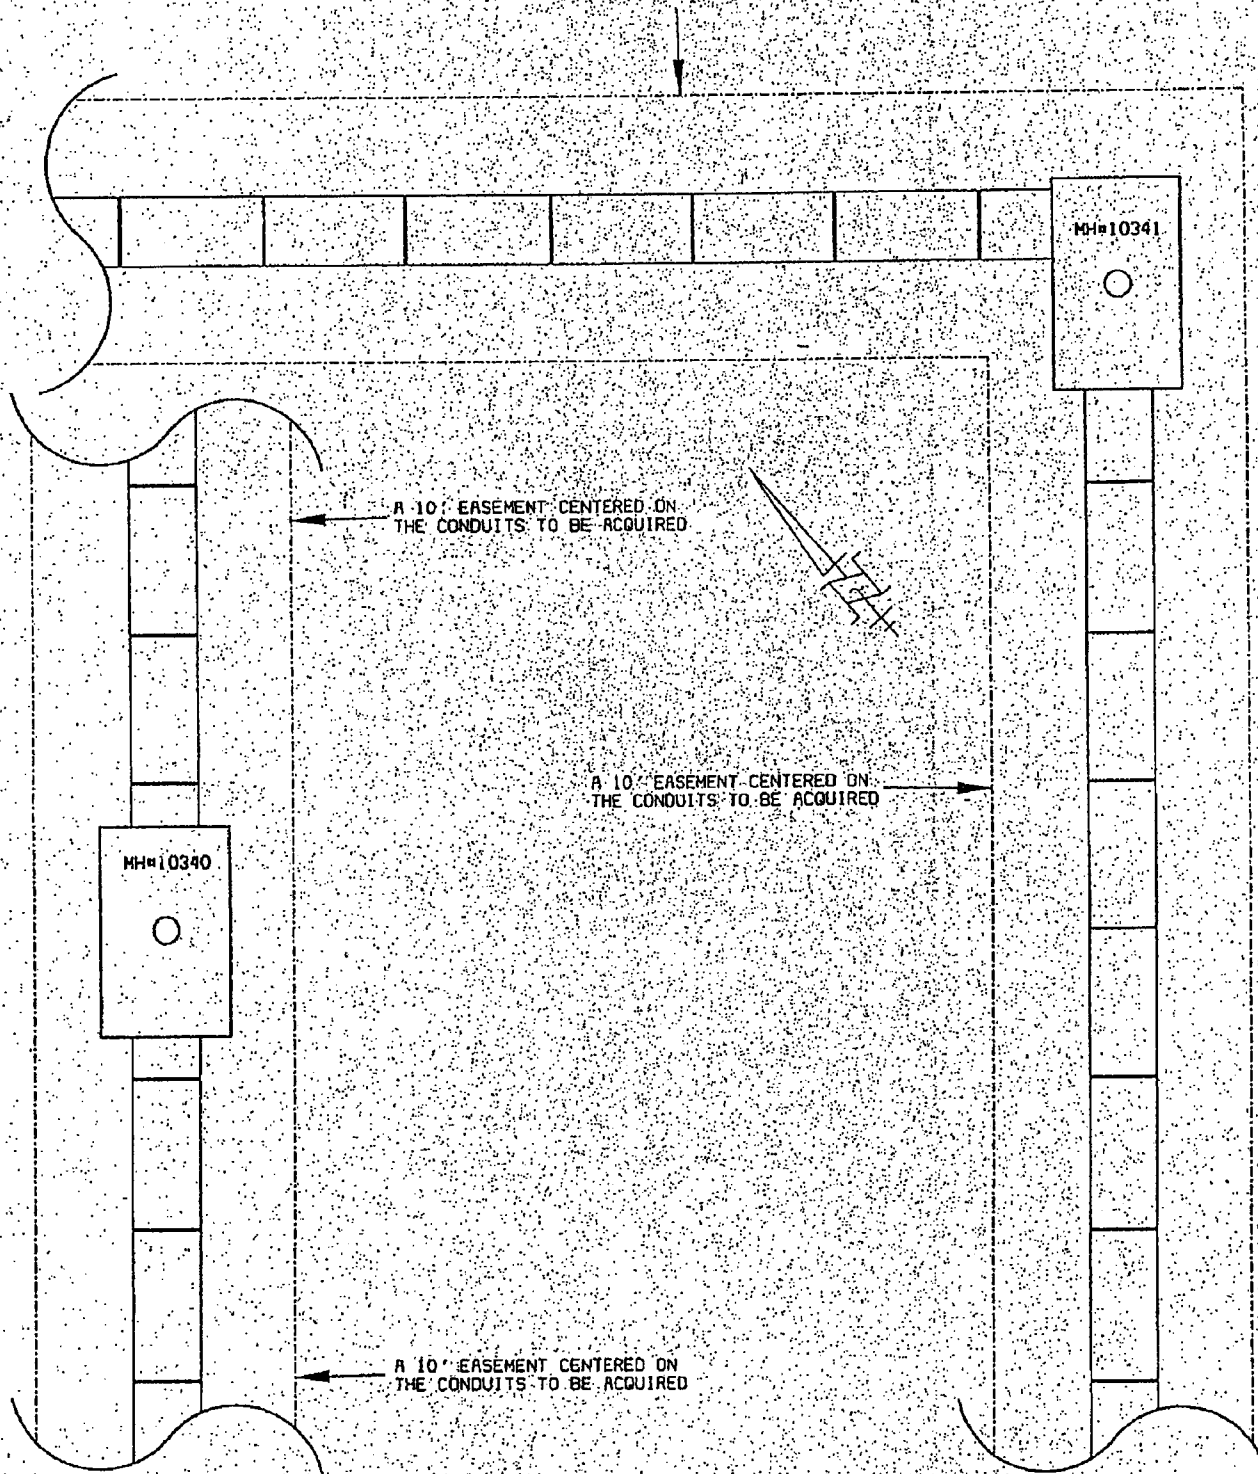 MH#10341
A 10' EASEMENT CENTERED ON
THE CONDUITS TO BE ACQUIRED
A 10' EASEMENT CENTERED ON
THE CONDUITS TO BE ACQUIRED
MH#10340
A 10' EASEMENT CENTERED ON
THE CONDUITS TO BE ACQUIRED